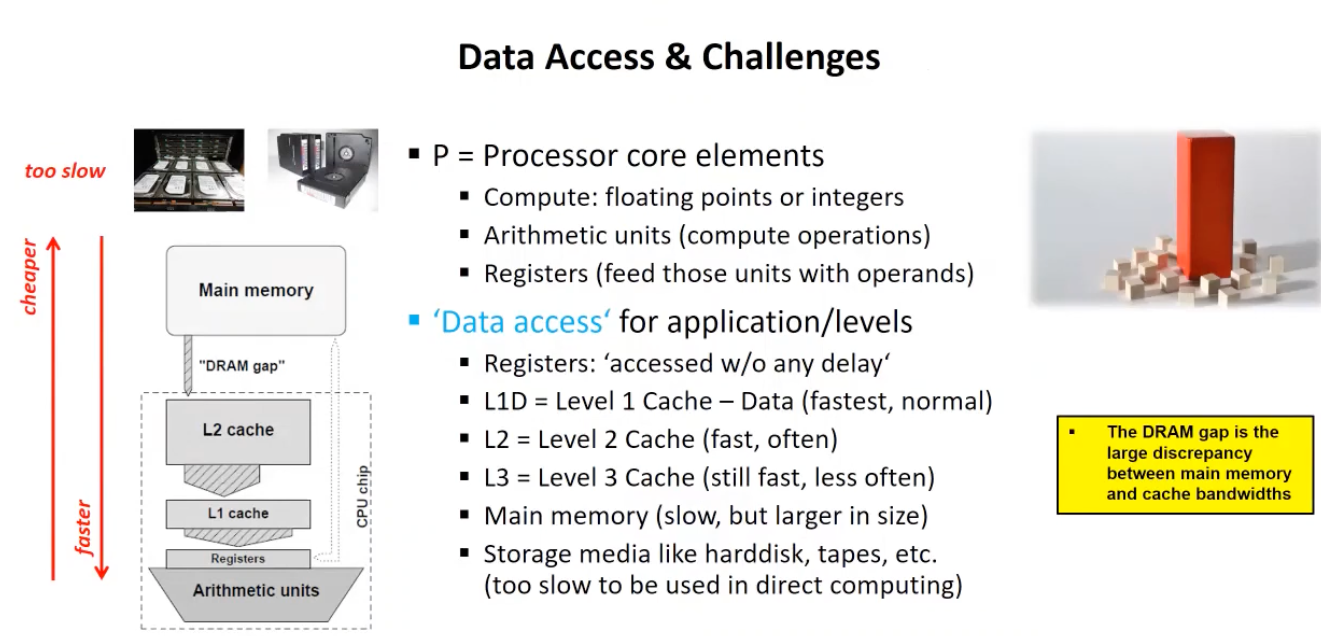 Data Access & Challenges
too slow
cheaper
faster
Main memory
"DRAM gap"
L2 cache
L1 cache
Registers
Arithmetic units
CPU chip
▪ P = Processor core elements
▪ Compute: floating points or integers
▪ Arithmetic units (compute operations)
▪ Registers (feed those units with operands)
▪ ‘Data access‘ for application/levels
▪ Registers: ‘accessed w/o any delay‘
▪ L1D = Level 1 Cache – Data (fastest, normal)
▪ L2 = Level 2 Cache (fast, often)
▪ L3 = Level 3 Cache (still fast, less often)
▪ Main memory (slow, but larger in size)
▪ Storage media like harddisk, tapes, etc.
(too slow to be used in direct computing)
▪ The DRAM gap is the
large discrepancy
between main memory
and cache bandwidths